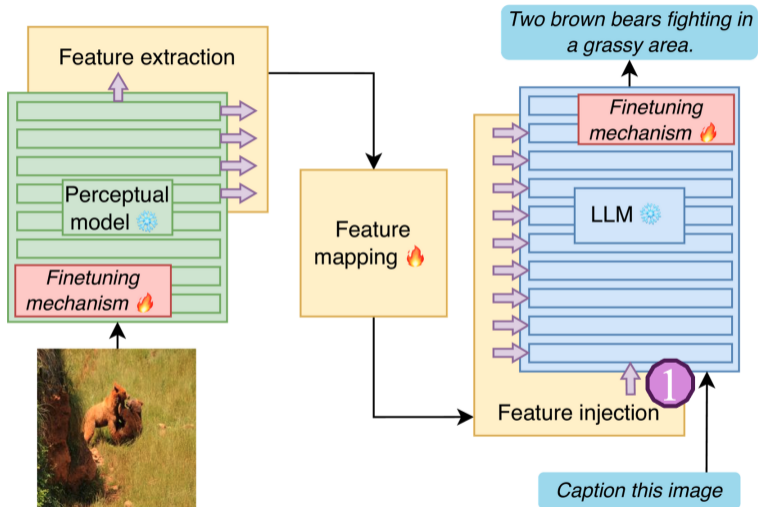 Two brown bears fighting in
a grassy area.
Feature extraction
Finetuning
mechanism
Perceptual
model
LLM
Feature
mapping
Finetuning
mechanism
1
Feature injection
Caption this image